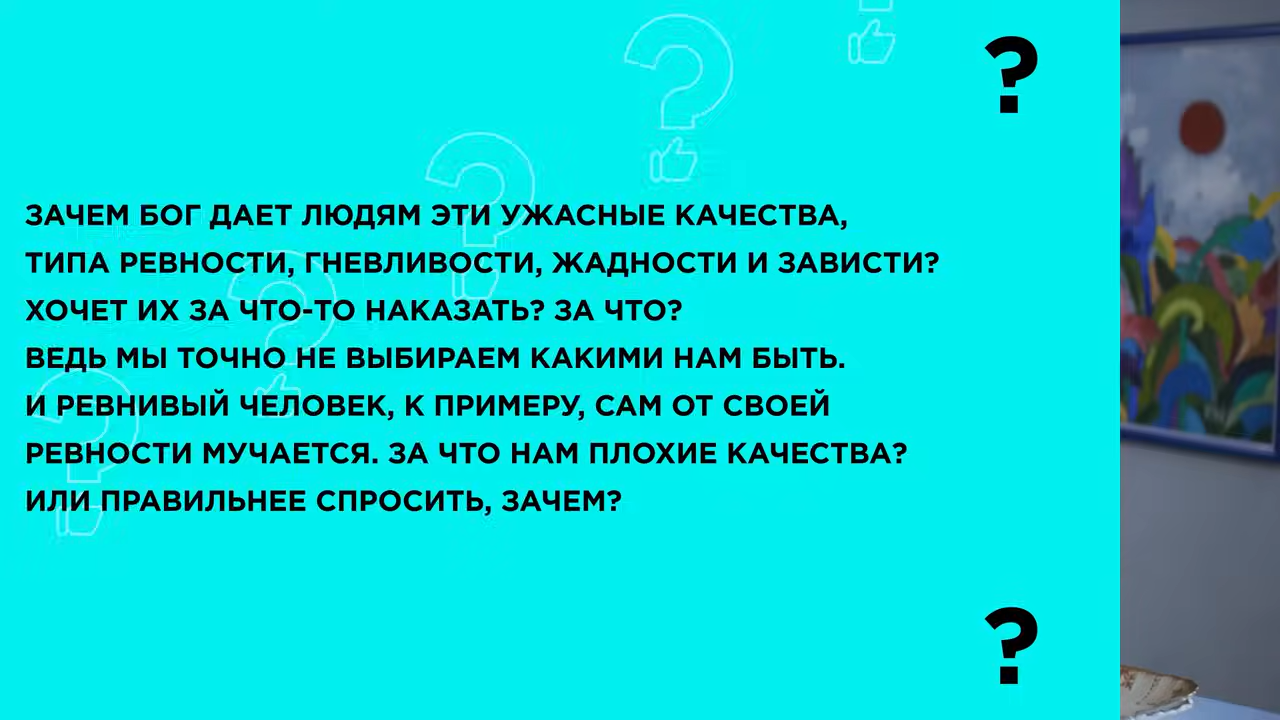 ?
ЗАЧЕМ БОГ ДАЕТ ЛЮДЯМ ЭТИ УЖАСНЫЕ КАЧЕСТВА,
ТИПА РЕВНОСТИ, ГНЕВЛИВОСТИ, ЖАДНОСТИ И ЗАВИСТИ?
ХОЧЕТ ИХ ЗА ЧТО-ТО НАКАЗАТЬ? ЗА ЧТО?
ВЕДЬ МЫ ТОЧНО НЕ ВЫБИРАЕМ КАКИМИ НАМ БЫТЬ.
И РЕВНИВЫЙ ЧЕЛОВЕК, К ПРИМЕРУ, САМ ОТ СВОЕЙ
РЕВНОСТИ МУЧАЕТСЯ. ЗА ЧТО НАМ ПЛОХИЕ КАЧЕСТВА?
ИЛИ ПРАВИЛЬНЕЕ СПРОСИТЬ, ЗАЧЕМ?
?